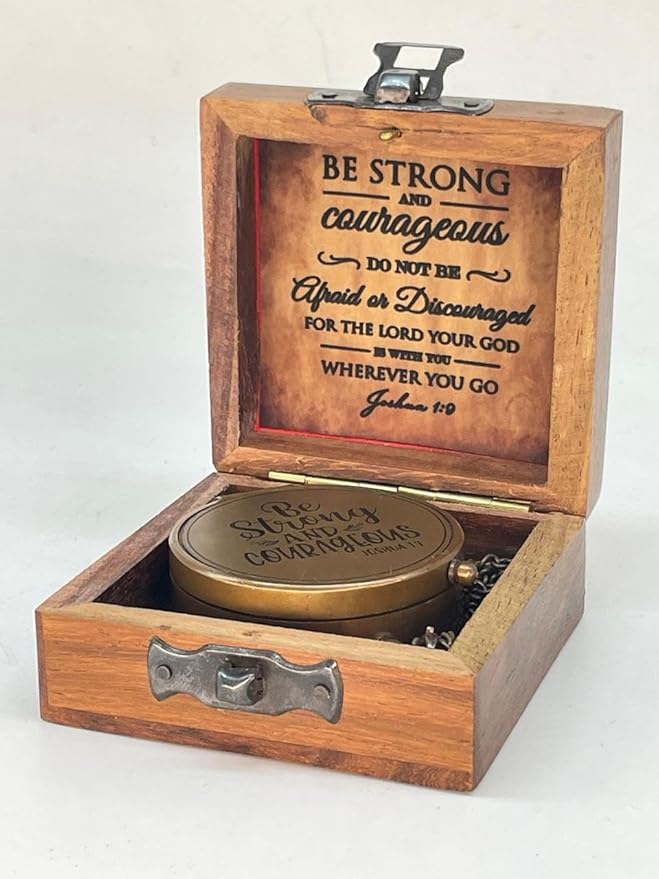 BE STRONG
AND
courageous
DO NOT BE
Afraid or Discouraged
FOR THE LORD YOUR GOD
IS WITH YOU
WHEREVER YOU GO
Joshua 1:9
Be
Strong
AND
COURAGEOUS
JOSHUA 1:9